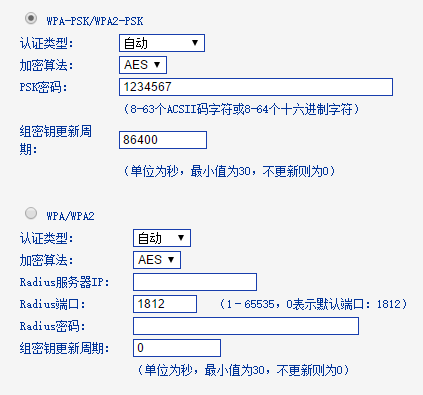 WPA-PSK/WPA2-PSK
认证类型： 自动
加密算法： AES
PSK密码： 1234567
（8-63个ACSII码字符或8-64个十六进制字符）
组密钥更新周
期： 86400
（单位为秒，最小值为30，不更新则为0）
WPA/WPA2
认证类型： 自动
加密算法： AES
Radius服务器IP：
Radius端口： 1812 （1-65535，0表示默认端口：1812）
Radius密码：
组密钥更新周期： 0
（单位为秒，最小值为30，不更新则为0）